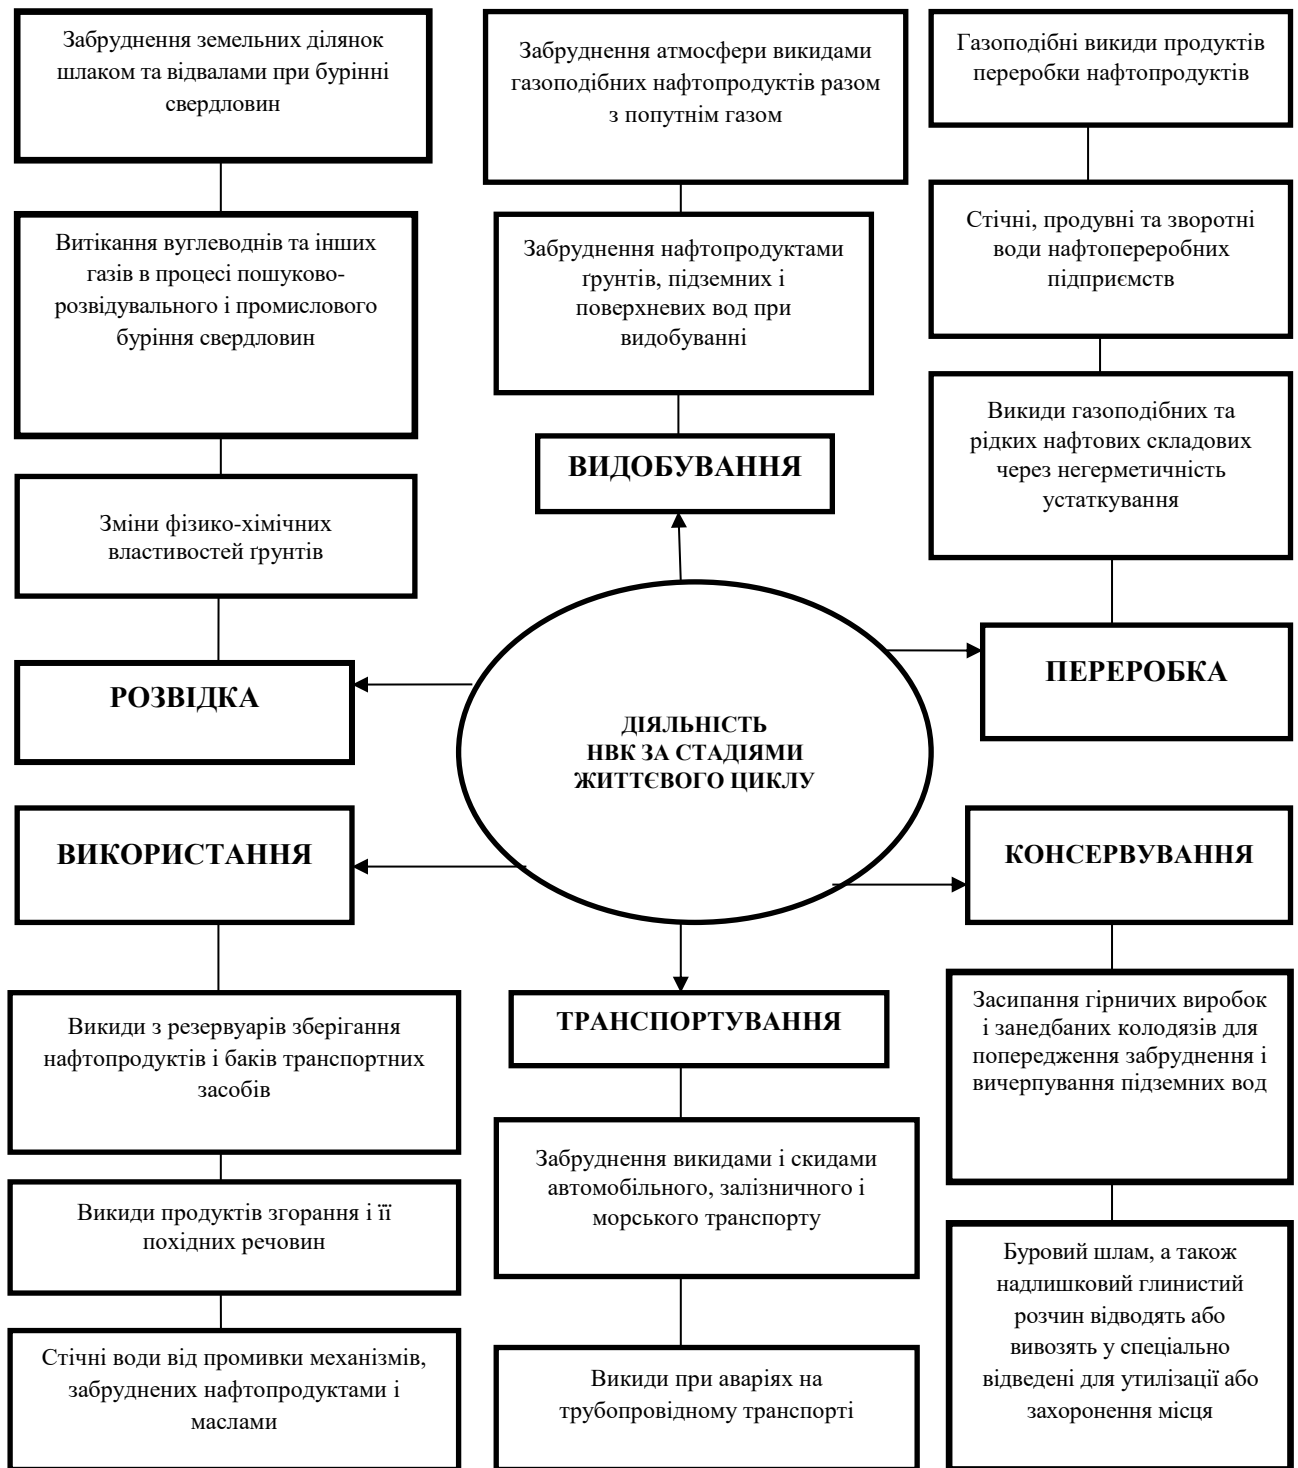 Забруднення земельних ділянок
шлаком та відвалами при бурінні
свердловин
Витікання вуглеводнів та інших
газів в процесі пошуково-
розвідувального і промислового
буріння свердловин
Зміни фізико-хімічних
властивостей ґрунтів
РОЗВІДКА
Забруднення атмосфери викидами
газоподібних нафтопродуктів разом
з попутнім газом
Забруднення нафтопродуктами
ґрунтів, підземних і
поверхневих вод при
видобуванні
ВИДОБУВАННЯ
Газоподібні викиди продуктів
переробки нафтопродуктів
Стічні, продувні та зворотні
води нафтопереробних
підприємств
Викиди газоподібних та
рідких нафтових складових
через негерметичність
устаткування
ПЕРЕРОБКА
ДІЯЛЬНІСТЬ
НВК ЗА СТАДІЯМИ
ЖИТТЄВОГО ЦИКЛУ
ВИКОРИСТАННЯ
Викиди з резервуарів зберігання
нафтопродуктів і баків транспортних
засобів
Викиди продуктів згорання і її
похідних речовин
Стічні води від промивки механізмів,
забруднених нафтопродуктами і
маслами
ТРАНСПОРТУВАННЯ
Забруднення викидами і скидами
автомобільного, залізничного і
морського транспорту
Викиди при аваріях на
трубопровідному транспорті
КОНСЕРВУВАННЯ
Засипання гірничих виробок
і занедбаних колодязів для
попередження забруднення і
вичерпування підземних вод
Буровий шлам, а також
надлишковий глинистий
розчин відводять або
вивозять у спеціально
відведені для утилізації або
захоронення місця